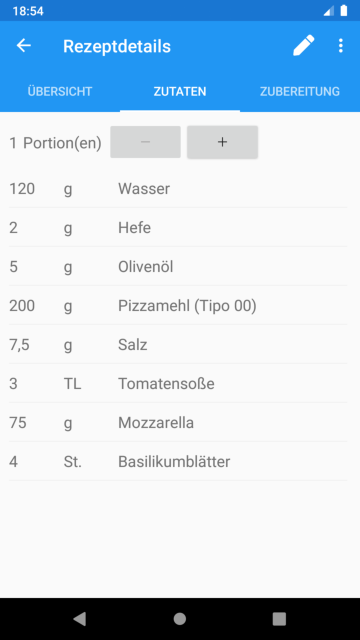 18:54
Rezeptdetails
ÜBERSICHT ZUTATEN ZUBEREITUNG
1 Portion(en) − +
120 g Wasser
2 g Hefe
5 g Olivenöl
200 g Pizzamehl (Tipo 00)
7,5 g Salz
3 TL Tomatensoße
75 g Mozzarella
4 St. Basilikumblätter